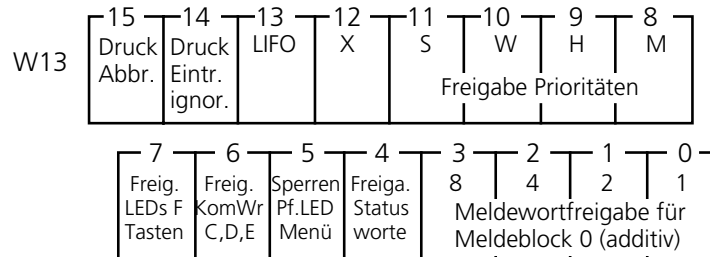 15 14 13 12 11 10 9 8
W13
Druck Abbr.
Druck Eintr. ignor.
LIFO
X
S
W
H
M
Freigabe Prioritäten
7 6 5 4 3 2 1 0
Freig. LEDs F Tasten
Freig. KomWr C,D,E
Sperren Pf.LED Menü
Freiga. Status worte
8 4 2 1
Meldewortfreigabe für
Meldeblock 0 (additiv)